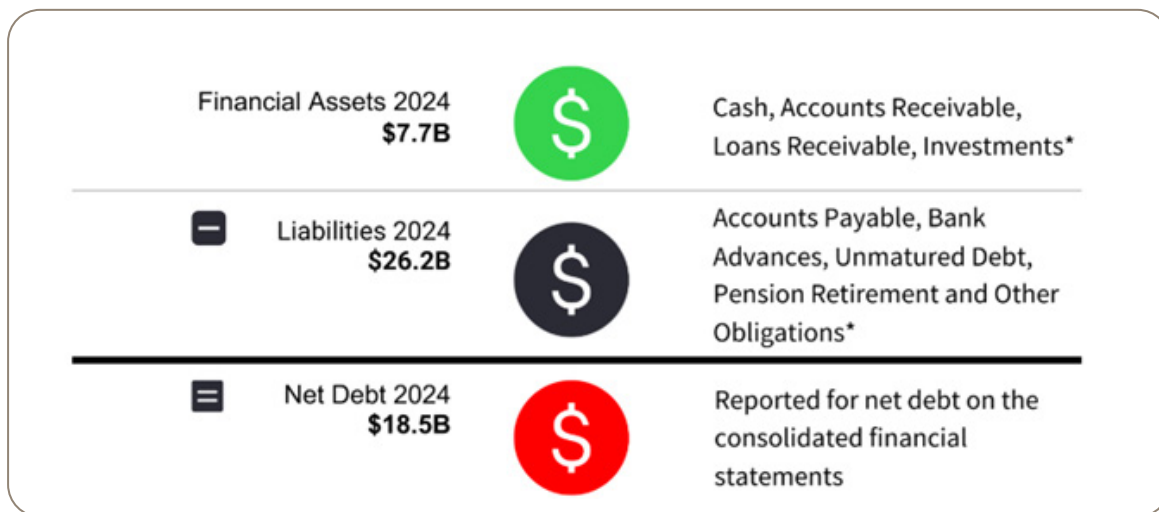 Financial Assets 2024
$7.7B
$
Cash, Accounts Receivable,
Loans Receivable, Investments*
Liabilities 2024
$26.2B
$
Accounts Payable, Bank
Advances, Unmatured Debt,
Pension Retirement and Other
Obligations*
Net Debt 2024
$18.5B
$
Reported for net debt on the
consolidated financial
statements